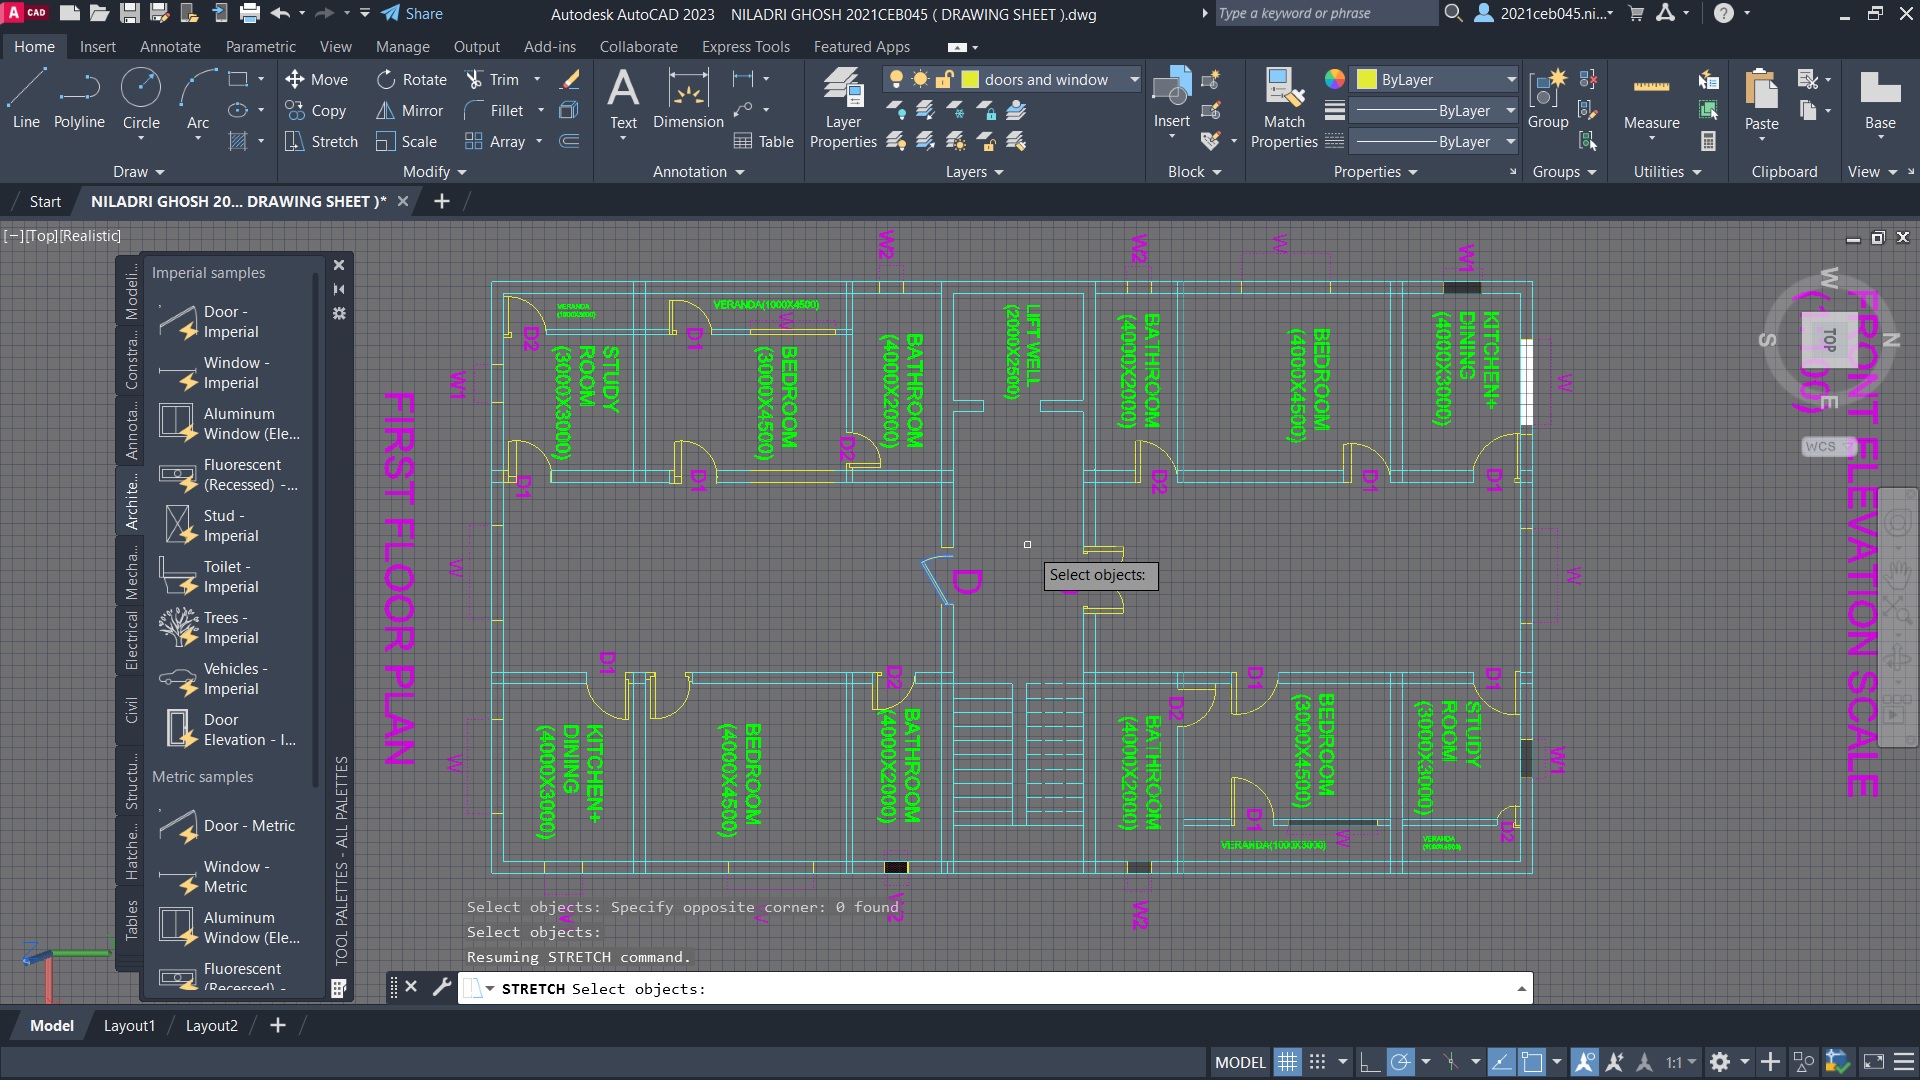 CAD
Share
Autodesk AutoCAD 2023 NILADRI GHOSH 2021CEB045 ( DRAWING SHEET ).dwg
Type a keyword or phrase
2021ceb045.ni...
Home Insert Annotate Parametric View Manage Output Add-ins Collaborate Express Tools Featured Apps
Line Polyline Circle Arc
Move Rotate Trim
Copy Mirror Fillet
Stretch Scale Array
Text Dimension Table
Layer Properties
doors and window
Insert
Match Properties
ByLayer
ByLayer
ByLayer
Group Measure Paste Base
Draw Modify Annotation Layers Block Properties Groups Utilities Clipboard View
Start NILADRI GHOSH 20... DRAWING SHEET )*
[−][Top][Realistic]
Modeli...
Constra...
Annota...
Archite...
Mecha...
Electrical
Civil
Structu...
Hatche...
Tables
Imperial samples
Door -
Imperial
Window -
Imperial
Aluminum
Window (Ele...
Fluorescent
(Recessed) -...
Stud -
Imperial
Toilet -
Imperial
Trees -
Imperial
Vehicles -
Imperial
Door
Elevation - I...
Metric samples
Door - Metric
Window -
Metric
Aluminum
Window (Ele...
Fluorescent
(Recessed) -
TOOL PALETTES - ALL PALETTES
FIRST FLOOR PLAN
W2
W2
W
W1
VERANDA(1000X4500)
D2
D1
W
STUDY
ROOM
(3000X3000)
BEDROOM
(3000X4500)
BATHROOM
(4000X2000)
LIFT WELL
(2000X2500)
BATHROOM
(4000X2000)
BEDROOM
(4000X4500)
KITCHEN+
DINING
(4000X3000)
W1
W
D1
D1
D2
D2
D1
D1
W
D
W
Select objects:
D1
D2
D2
D1
D1
W
KITCHEN+
DINING
(4000X3000)
BEDROOM
(4000X4500)
BATHROOM
(4000X2000)
BATHROOM
(4000X2000)
BEDROOM
(3000X4500)
STUDY
ROOM
(3000X3000)
W1
D1
W
D2
VERANDA(1000X3000)
W2
FRONT ELEVATION SCALE
W
S
TOP
N
E
WCS
Select objects: Specify opposite corner: 0 found
Select objects:
Resuming STRETCH command.
STRETCH Select objects:
Model Layout1 Layout2
MODEL
1:1